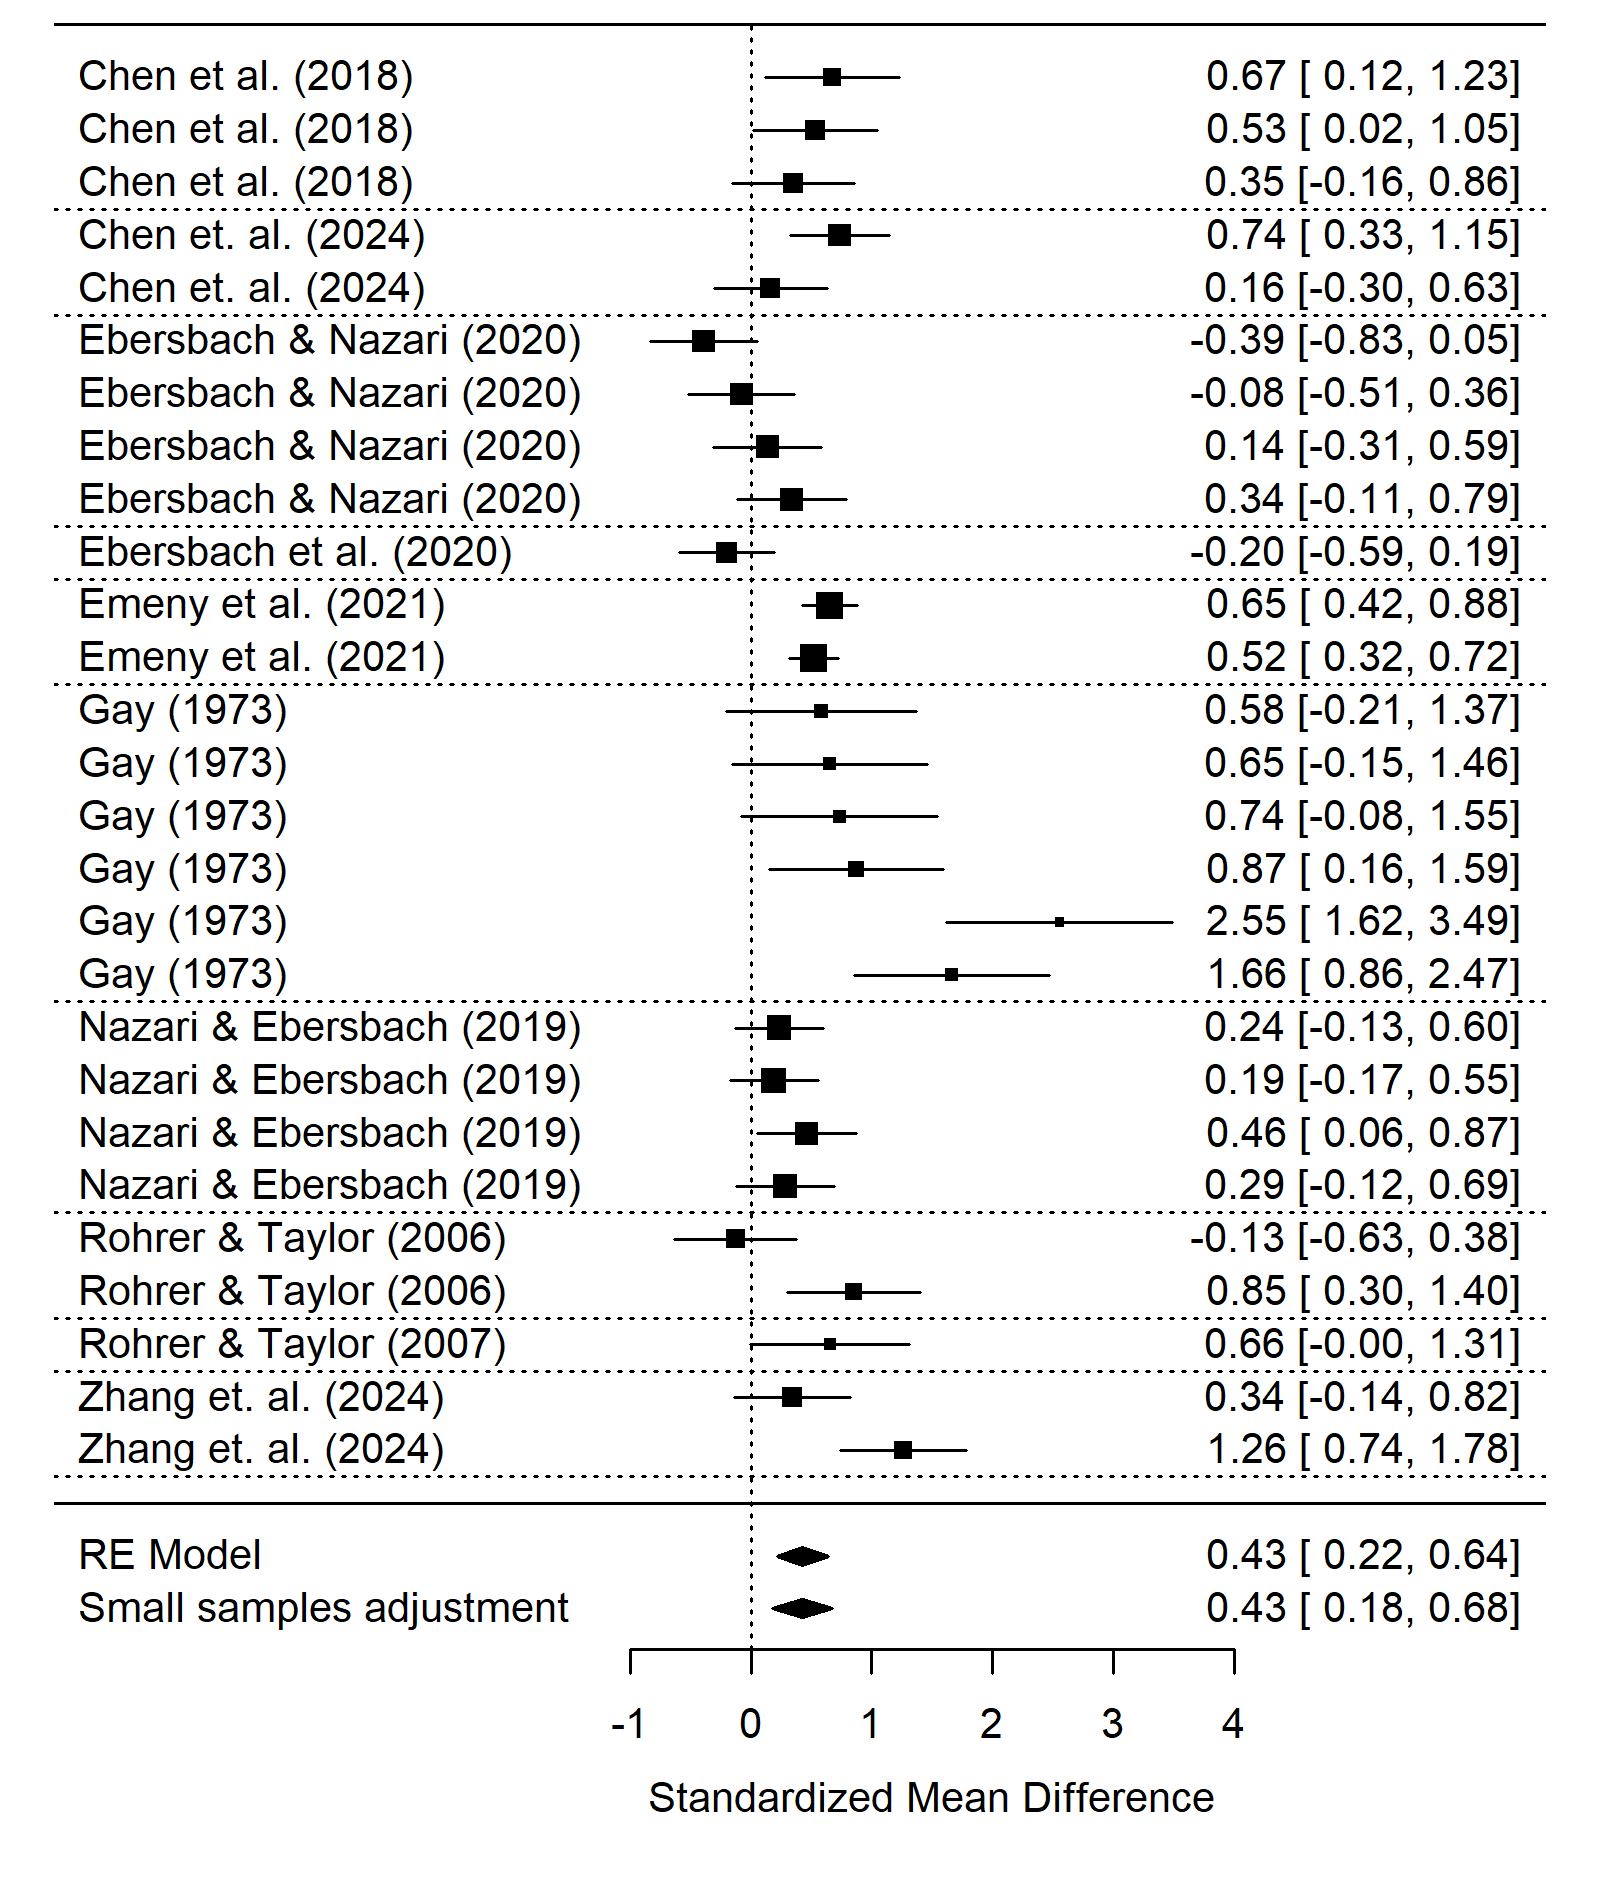 Chen et al. (2018) 0.67 [ 0.12, 1.23]
Chen et al. (2018) 0.53 [ 0.02, 1.05]
Chen et al. (2018) 0.35 [-0.16, 0.86]
Chen et. al. (2024) 0.74 [ 0.33, 1.15]
Chen et. al. (2024) 0.16 [-0.30, 0.63]
Ebersbach & Nazari (2020) -0.39 [-0.83, 0.05]
Ebersbach & Nazari (2020) -0.08 [-0.51, 0.36]
Ebersbach & Nazari (2020) 0.14 [-0.31, 0.59]
Ebersbach & Nazari (2020) 0.34 [-0.11, 0.79]
Ebersbach et al. (2020) -0.20 [-0.59, 0.19]
Emeny et al. (2021) 0.65 [ 0.42, 0.88]
Emeny et al. (2021) 0.52 [ 0.32, 0.72]
Gay (1973) 0.58 [-0.21, 1.37]
Gay (1973) 0.65 [-0.15, 1.46]
Gay (1973) 0.74 [-0.08, 1.55]
Gay (1973) 0.87 [ 0.16, 1.59]
Gay (1973) 2.55 [ 1.62, 3.49]
Gay (1973) 1.66 [ 0.86, 2.47]
Nazari & Ebersbach (2019) 0.24 [-0.13, 0.60]
Nazari & Ebersbach (2019) 0.19 [-0.17, 0.55]
Nazari & Ebersbach (2019) 0.46 [ 0.06, 0.87]
Nazari & Ebersbach (2019) 0.29 [-0.12, 0.69]
Rohrer & Taylor (2006) -0.13 [-0.63, 0.38]
Rohrer & Taylor (2006) 0.85 [ 0.30, 1.40]
Rohrer & Taylor (2007) 0.66 [-0.00, 1.31]
Zhang et. al. (2024) 0.34 [-0.14, 0.82]
Zhang et. al. (2024) 1.26 [ 0.74, 1.78]
RE Model 0.43 [ 0.22, 0.64]
Small samples adjustment 0.43 [ 0.18, 0.68]
-1 0 1 2 3 4
Standardized Mean Difference